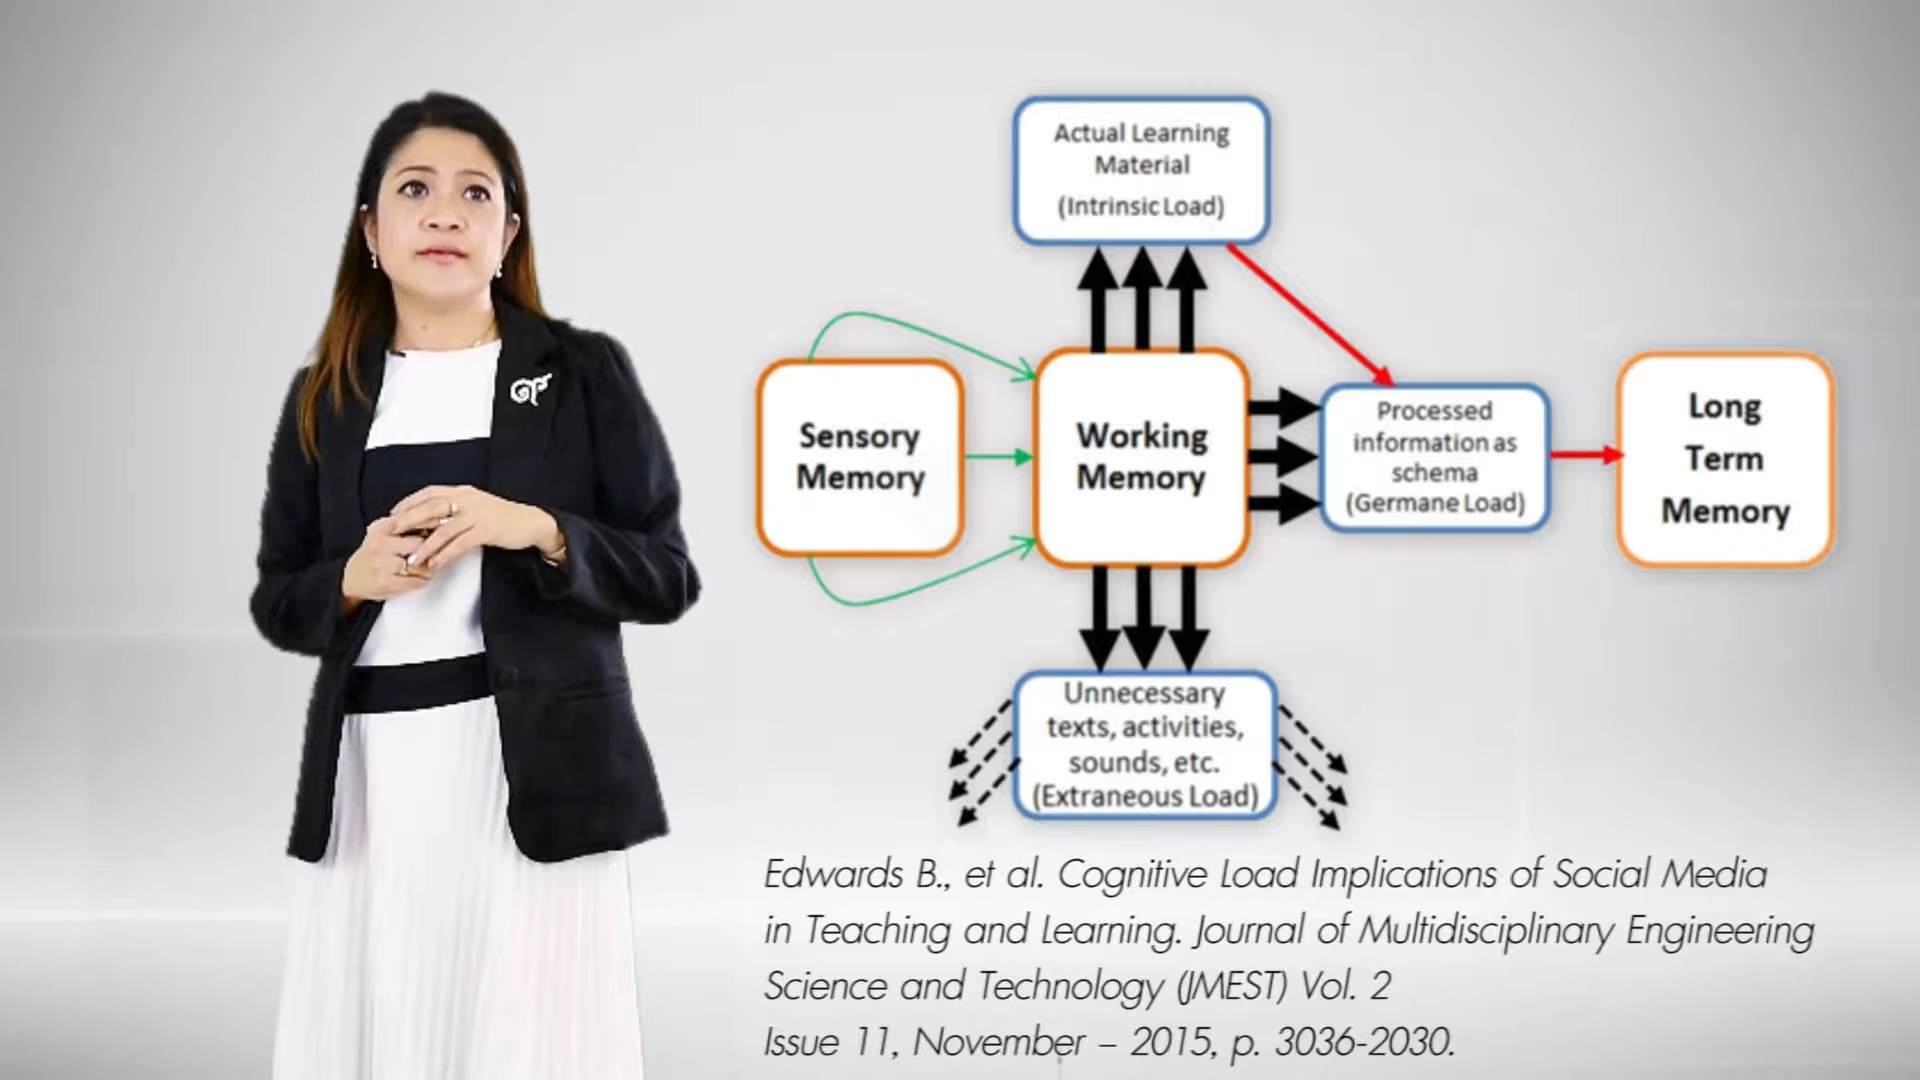 Actual Learning
Material
(Intrinsic Load)
Sensory
Memory
Working
Memory
Processed
information as
schema
(Germane Load)
Long
Term
Memory
Unnecessary
texts, activities,
sounds, etc.
(Extraneous Load)
Edwards B., et al. Cognitive Load Implications of Social Media
in Teaching and Learning. Journal of Multidisciplinary Engineering
Science and Technology (JMEST) Vol. 2
Issue 11, November – 2015, p. 3036-2030.